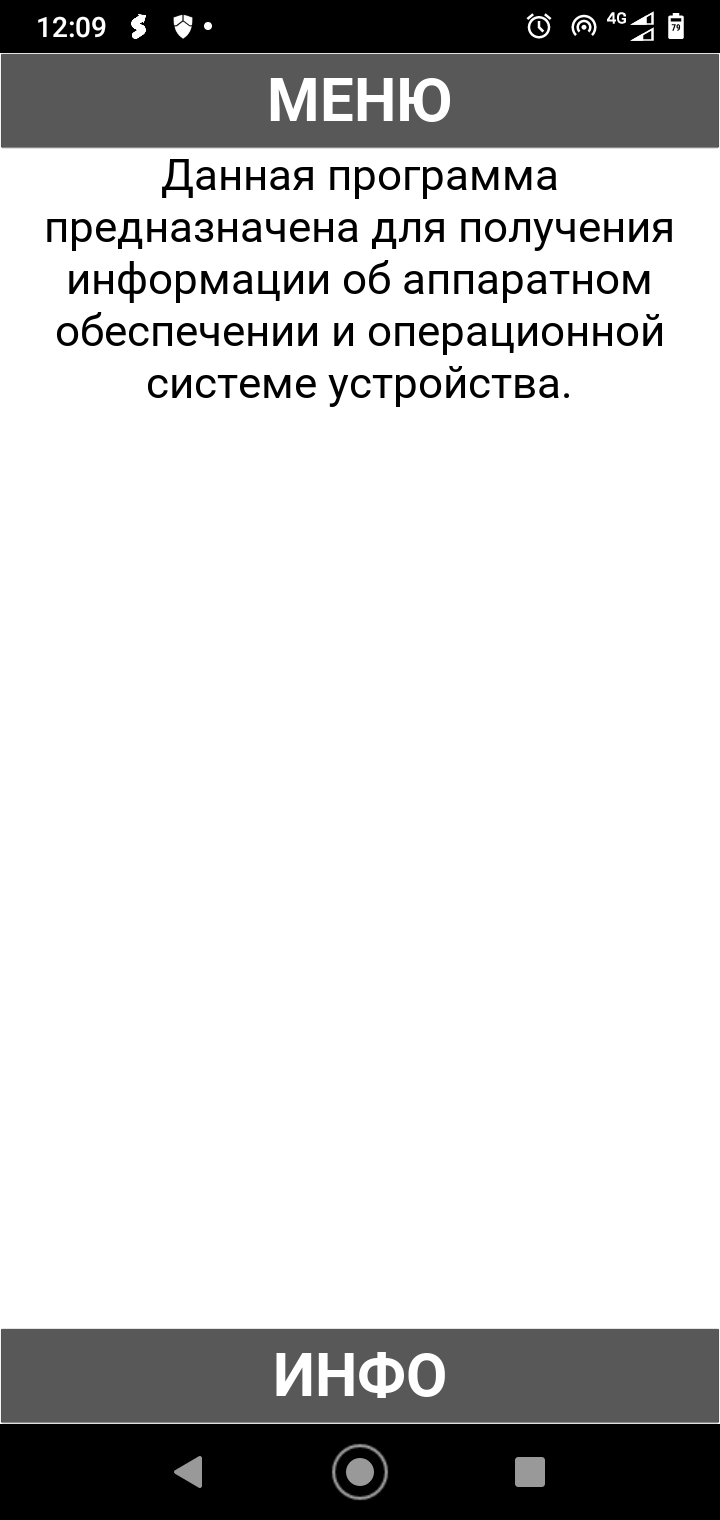 12:09
4G
79
МЕНЮ
Данная программа
предназначена для получения
информации об аппаратном
обеспечении и операционной
системе устройства.
ИНФО